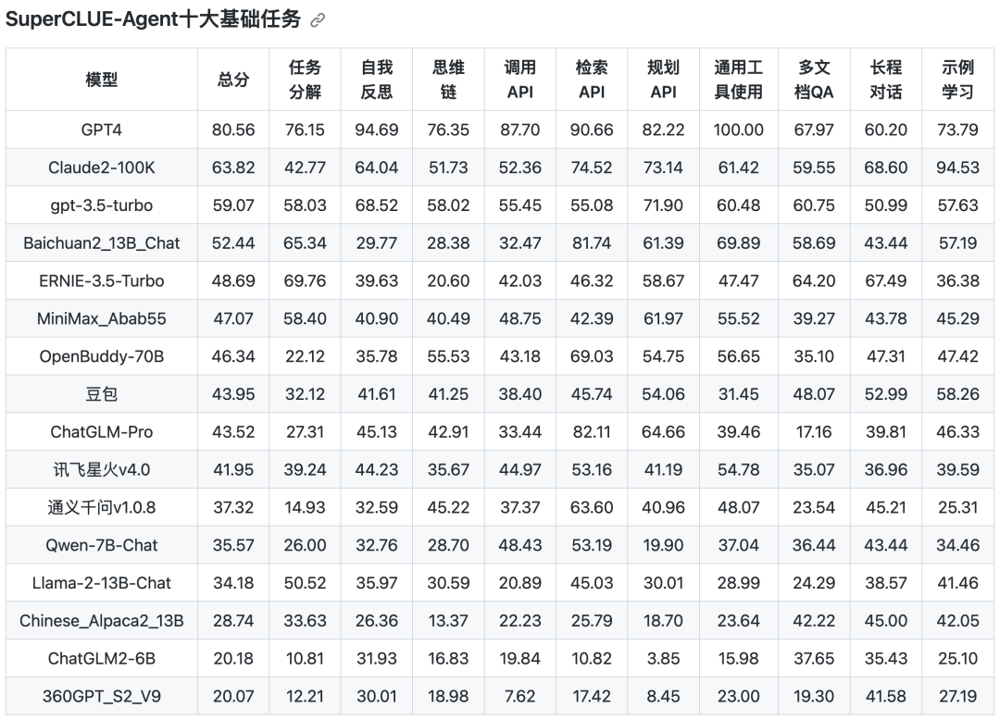 SuperCLUE-Agent十大基础任务
模型 总分 任务分解 自我反思 思维链 调用API 检索API 规划API 通用工具使用 多文档QA 长程对话 示例学习
GPT4 80.56 76.15 94.69 76.35 87.70 90.66 82.22 100.00 67.97 60.20 73.79
Claude2-100K 63.82 42.77 64.04 51.73 52.36 74.52 73.14 61.42 59.55 68.60 94.53
gpt-3.5-turbo 59.07 58.03 68.52 58.02 55.45 55.08 71.90 60.48 60.75 50.99 57.63
Baichuan2_13B_Chat 52.44 65.34 29.77 28.38 32.47 81.74 61.39 69.89 58.69 43.44 57.19
ERNIE-3.5-Turbo 48.69 69.76 39.63 20.60 42.03 46.32 58.67 47.47 64.20 67.49 36.38
MiniMax_Abab55 47.07 58.40 40.90 40.49 48.75 42.39 61.97 55.52 39.27 43.78 45.29
OpenBuddy-70B 46.34 22.12 35.78 55.53 43.18 69.03 54.75 56.65 35.10 47.31 47.42
豆包 43.95 32.12 41.61 41.25 38.40 45.74 54.06 31.45 48.07 52.99 58.26
ChatGLM-Pro 43.52 27.31 45.13 42.91 33.44 82.11 64.66 39.46 17.16 39.81 46.33
讯飞星火v4.0 41.95 39.24 44.23 35.67 44.97 53.16 41.19 54.78 35.07 36.96 39.59
通义千问v1.0.8 37.32 14.93 32.59 45.22 37.37 63.60 40.96 48.07 23.54 45.21 25.31
Qwen-7B-Chat 35.57 26.00 32.76 28.70 48.43 53.19 19.90 37.04 36.44 43.44 34.46
Llama-2-13B-Chat 34.18 50.52 35.97 30.59 20.89 45.03 30.01 28.99 24.29 38.57 41.46
Chinese_Alpaca2_13B 28.74 33.63 26.36 13.37 22.23 25.79 18.70 23.64 42.22 45.00 42.05
ChatGLM2-6B 20.18 10.81 31.93 16.83 19.84 10.82 3.85 15.98 37.65 35.43 25.10
360GPT_S2_V9 20.07 12.21 30.01 18.98 7.62 17.42 8.45 23.00 19.30 41.58 27.19